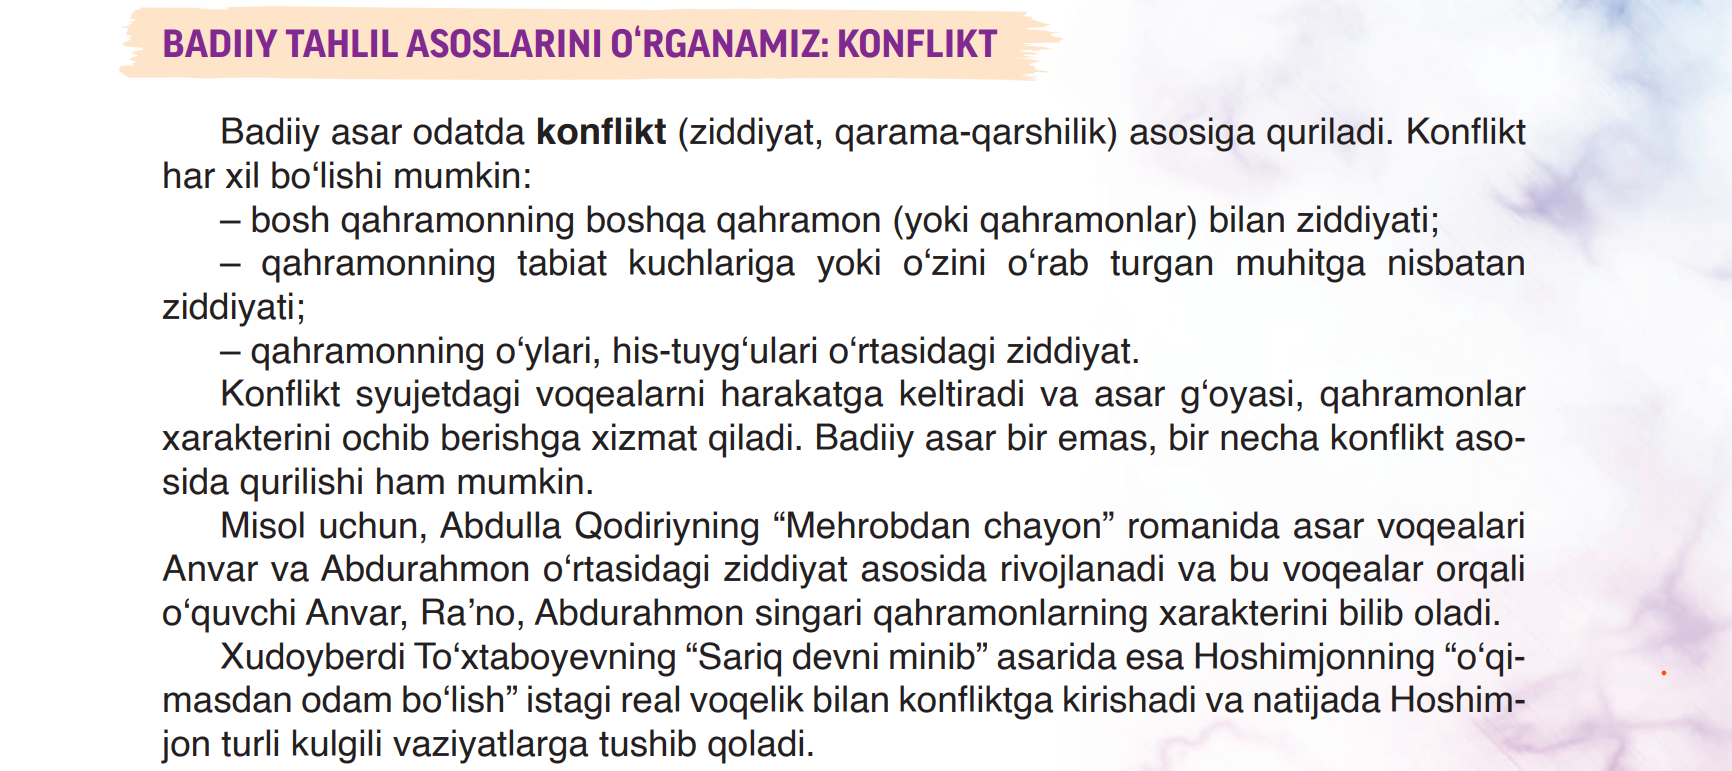 BADIIY TAHLIL ASOSLARINI O‘RGANAMIZ: KONFLIKT
Badiiy asar odatda konflikt (ziddiyat, qarama-qarshilik) asosiga quriladi. Konflikt
har xil bo‘lishi mumkin:
– bosh qahramonning boshqa qahramon (yoki qahramonlar) bilan ziddiyati;
– qahramonning tabiat kuchlariga yoki o‘zini o‘rab turgan muhitga nisbatan
ziddiyati;
– qahramonning o‘ylari, his-tuyg‘ulari o‘rtasidagi ziddiyat.
Konflikt syujetdagi voqealarni harakatga keltiradi va asar g‘oyasi, qahramonlar
xarakterini ochib berishga xizmat qiladi. Badiiy asar bir emas, bir necha konflikt aso-
sida qurilishi ham mumkin.
Misol uchun, Abdulla Qodiriyning “Mehrobdan chayon” romanida asar voqealari
Anvar va Abdurahmon o‘rtasidagi ziddiyat asosida rivojlanadi va bu voqealar orqali
o‘quvchi Anvar, Ra’no, Abdurahmon singari qahramonlarning xarakterini bilib oladi.
Xudoyberdi To‘xtaboyevning “Sariq devni minib” asarida esa Hoshimjonning “o‘qi-
masdan odam bo‘lish” istagi real voqelik bilan konfliktga kirishadi va natijada Hoshim-
jon turli kulgili vaziyatlarga tushib qoladi.